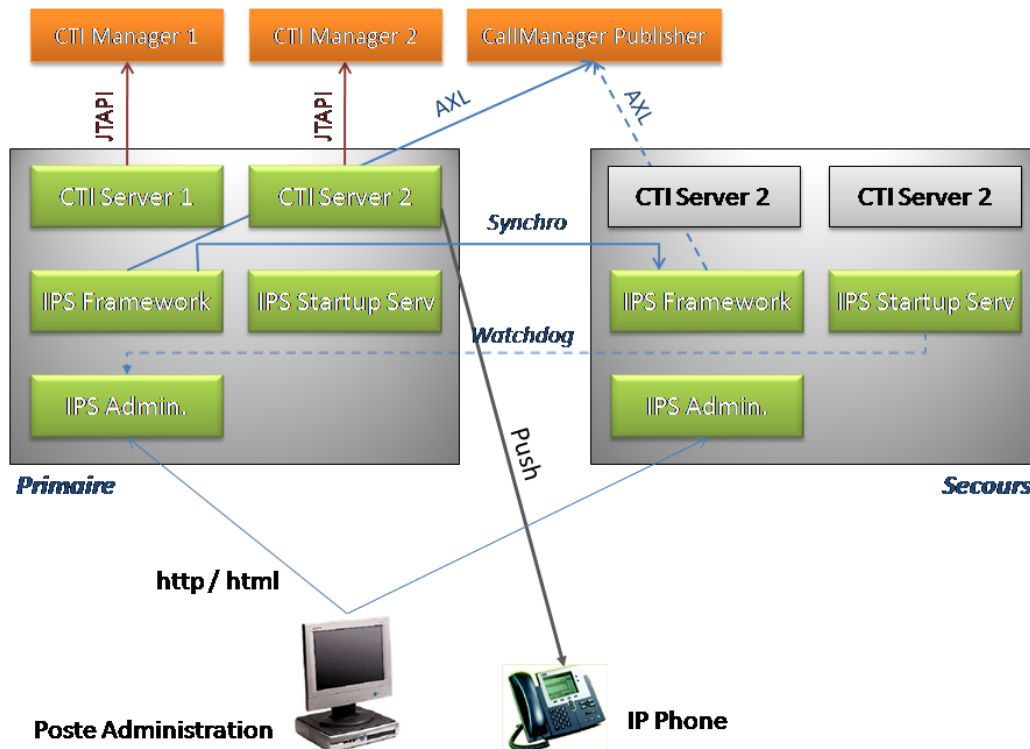 CTI Manager 1
CTI Manager 2
CallManager Publisher
JTAPI
JTAPI
AXL
AXL
CTI Server 1
CTI Server 2
CTI Server 2
CTI Server 2
Synchro
IPS Framework
IPS Startup Serv
IPS Framework
IPS Startup Serv
Watchdog
IPS Admin.
IPS Admin.
Push
Primaire
Secours
http / html
Poste Administration
IP Phone